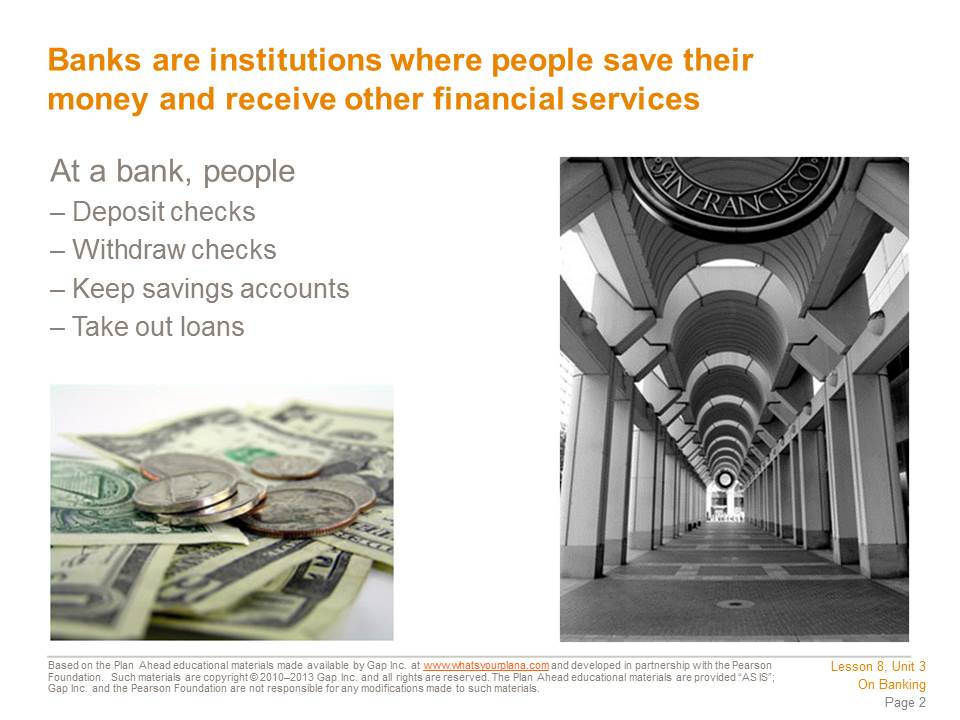 Banks are institutions where people save their
money and receive other financial services
At a bank, people
– Deposit checks
– Withdraw checks
– Keep savings accounts
– Take out loans
SAN FRANCISCO
Based on the Plan Ahead educational materials made available by Gap Inc. at www.whatsyourplana.com and developed in partnership with the Pearson
Foundation. Such materials are copyright © 2010–2013 Gap Inc. and all rights are reserved. The Plan Ahead educational materials are provided “AS IS”;
Gap Inc. and the Pearson Foundation are not responsible for any modifications made to such materials.
Lesson 8, Unit 3
On Banking
Page 2